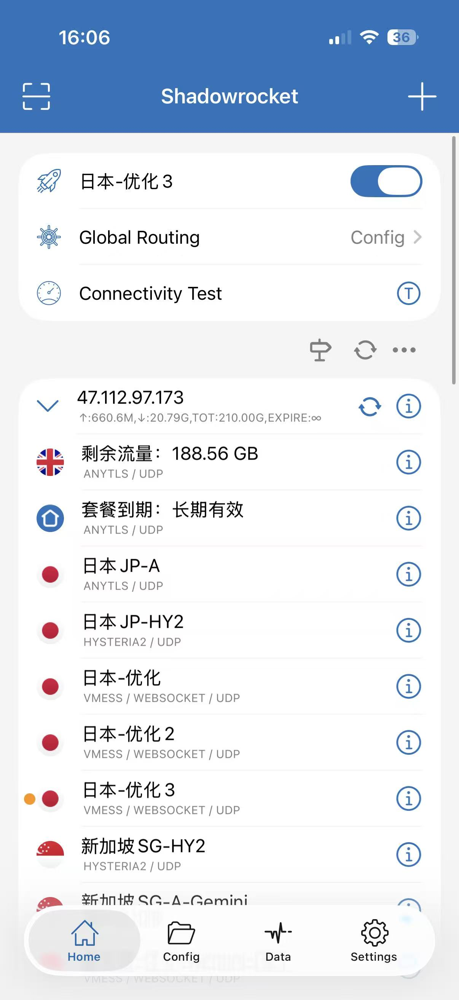 16:06
36
Shadowrocket
日本-优化 3
Global Routing
Config
Connectivity Test
T
47.112.97.173
↑:660.6M,↓:20.79G,TOT:210.00G,EXPIRE:∞
剩余流量：188.56 GB
ANYTLS / UDP
套餐到期：长期有效
ANYTLS / UDP
日本 JP-A
ANYTLS / UDP
日本 JP-HY2
HYSTERIA2 / UDP
日本-优化
VMESS / WEBSOCKET / UDP
日本-优化 2
VMESS / WEBSOCKET / UDP
日本-优化 3
VMESS / WEBSOCKET / UDP
新加坡 SG-HY2
HYSTERIA2 / UDP
新加坡 SG-A-Gemini
Home
Config
Data
Settings
VMESS / WEBSOCKET / UDP